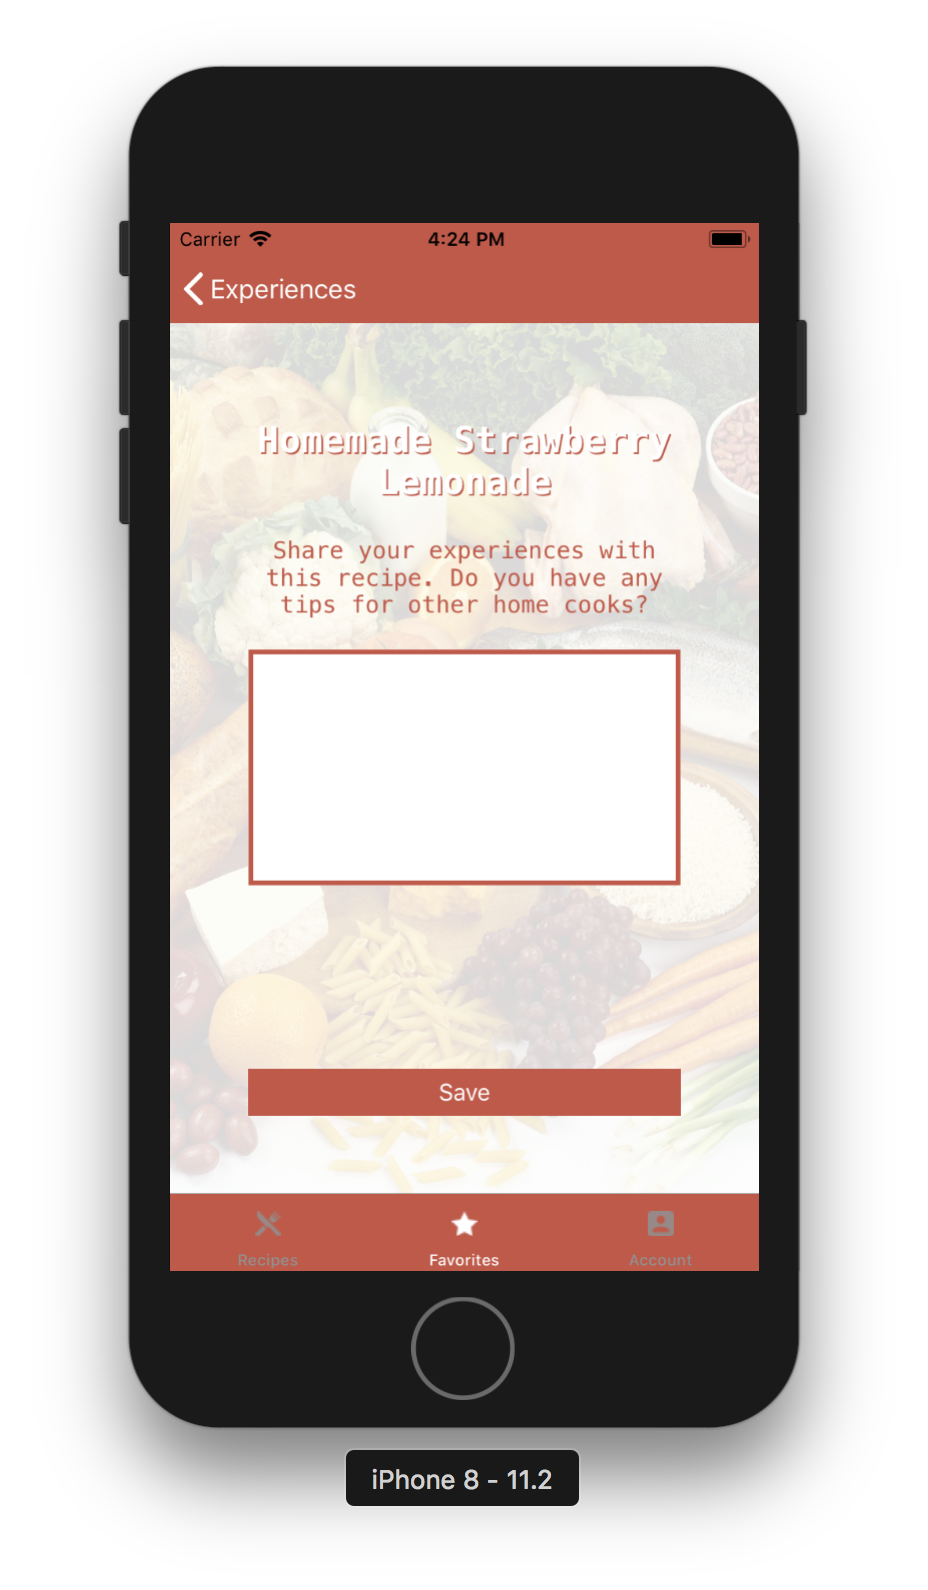 Carrier
4:24 PM
Experiences
Homemade Strawberry
Lemonade
Share your experiences with
this recipe. Do you have any
tips for other home cooks?
Save
Recipes
Favorites
Account
iPhone 8 - 11.2